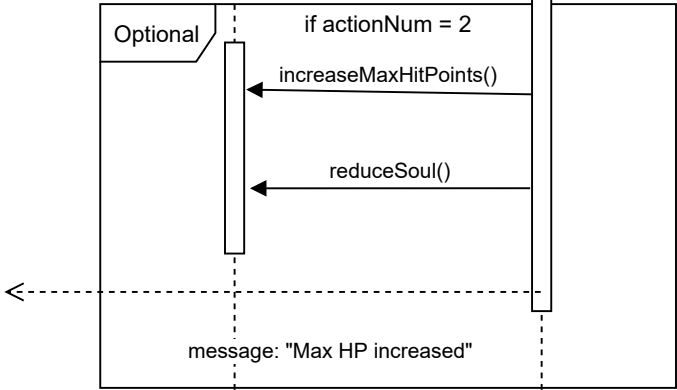 Optional
if actionNum = 2
increaseMaxHitPoints()
reduceSoul()
message: "Max HP increased"